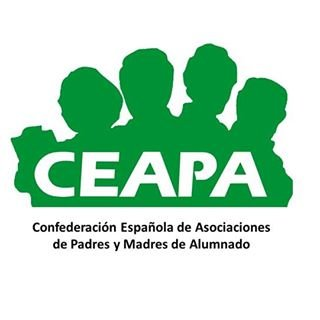 CEAPA
Confederación Española de Asociaciones
de Padres y Madres de Alumnado